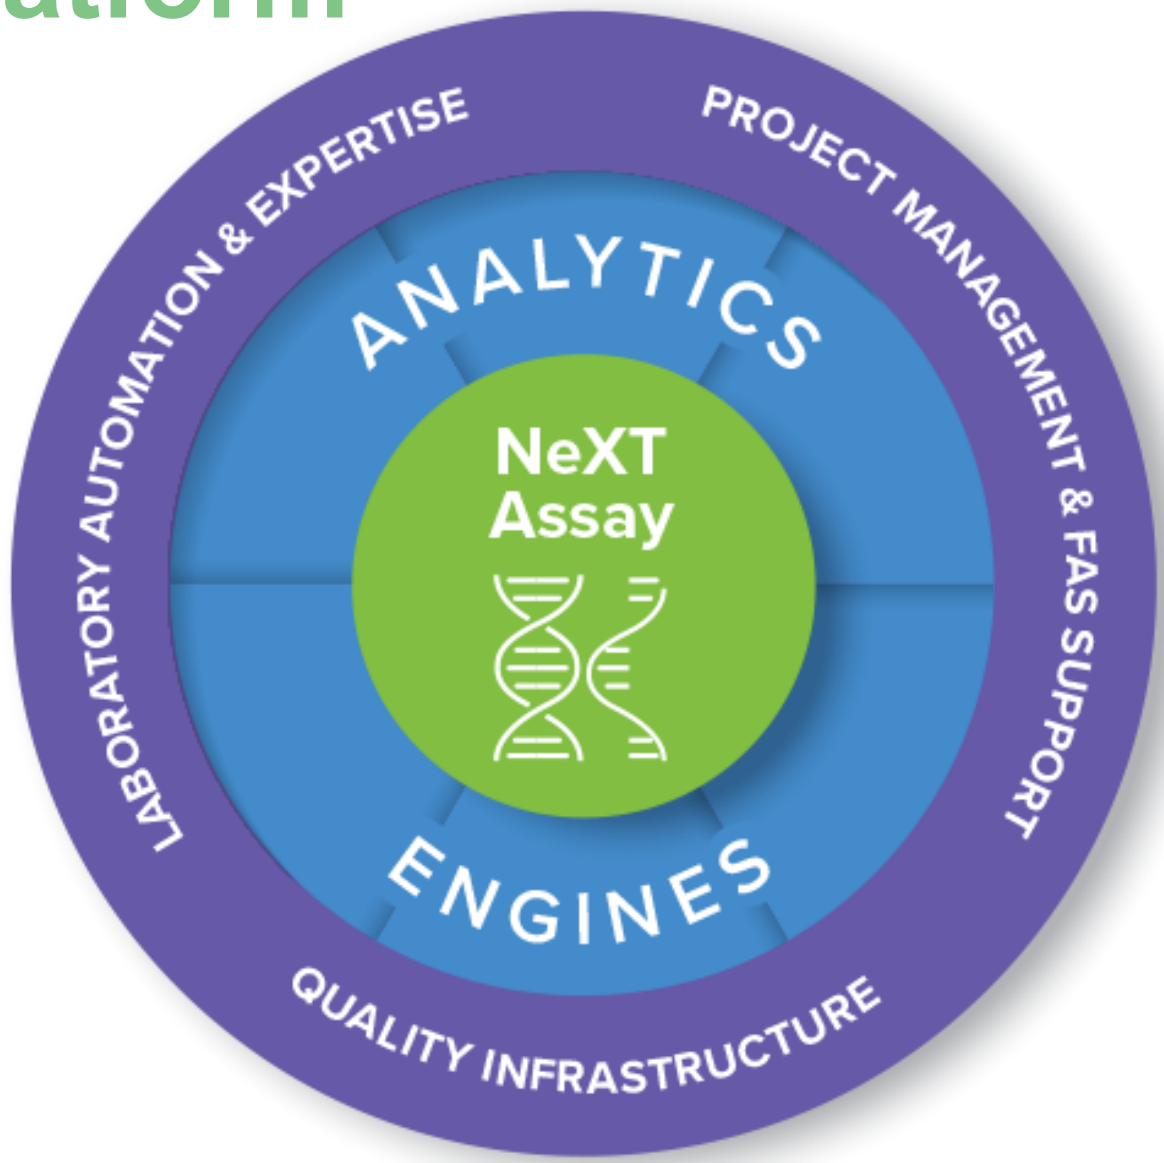 LABORATORY AUTOMATION & EXPERTISE
PROJECT MANAGEMENT & FAS SUPPORT
ANALYTICS
NeXT
Assay
ENGINES
QUALITY INFRASTRUCTURE